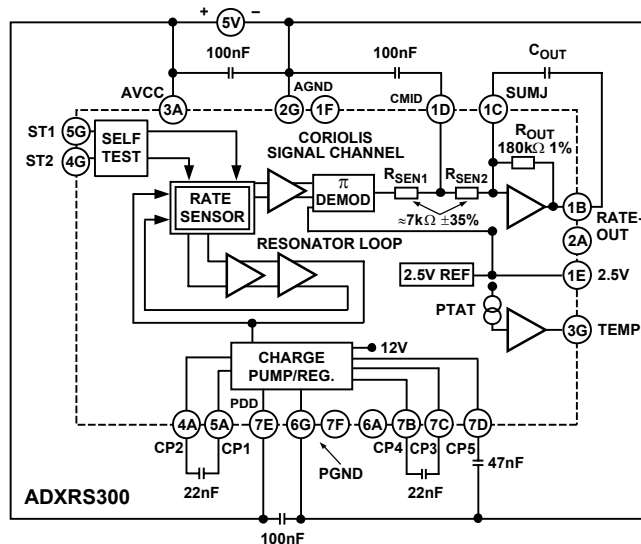 + 5V −
100nF
100nF
COUT
AVCC
AGND
CMID
SUMJ
3A
2G
1F
1D
1C
ST1
5G
ST2
4G
SELF
TEST
CORIOLIS
SIGNAL CHANNEL
ROUT
180kΩ 1%
RSEN1
RSEN2
RATE
SENSOR
π
DEMOD
≈7kΩ ±35%
1B
RATE-
OUT
2A
RESONATOR LOOP
2.5V REF
1E
2.5V
PTAT
3G
TEMP
CHARGE
PUMP/REG.
12V
PDD
4A
5A
7E
6G
7F
6A
7B
7C
7D
CP2
CP1
CP4
CP3
CP5
PGND
22nF
22nF
47nF
ADXRS300
100nF